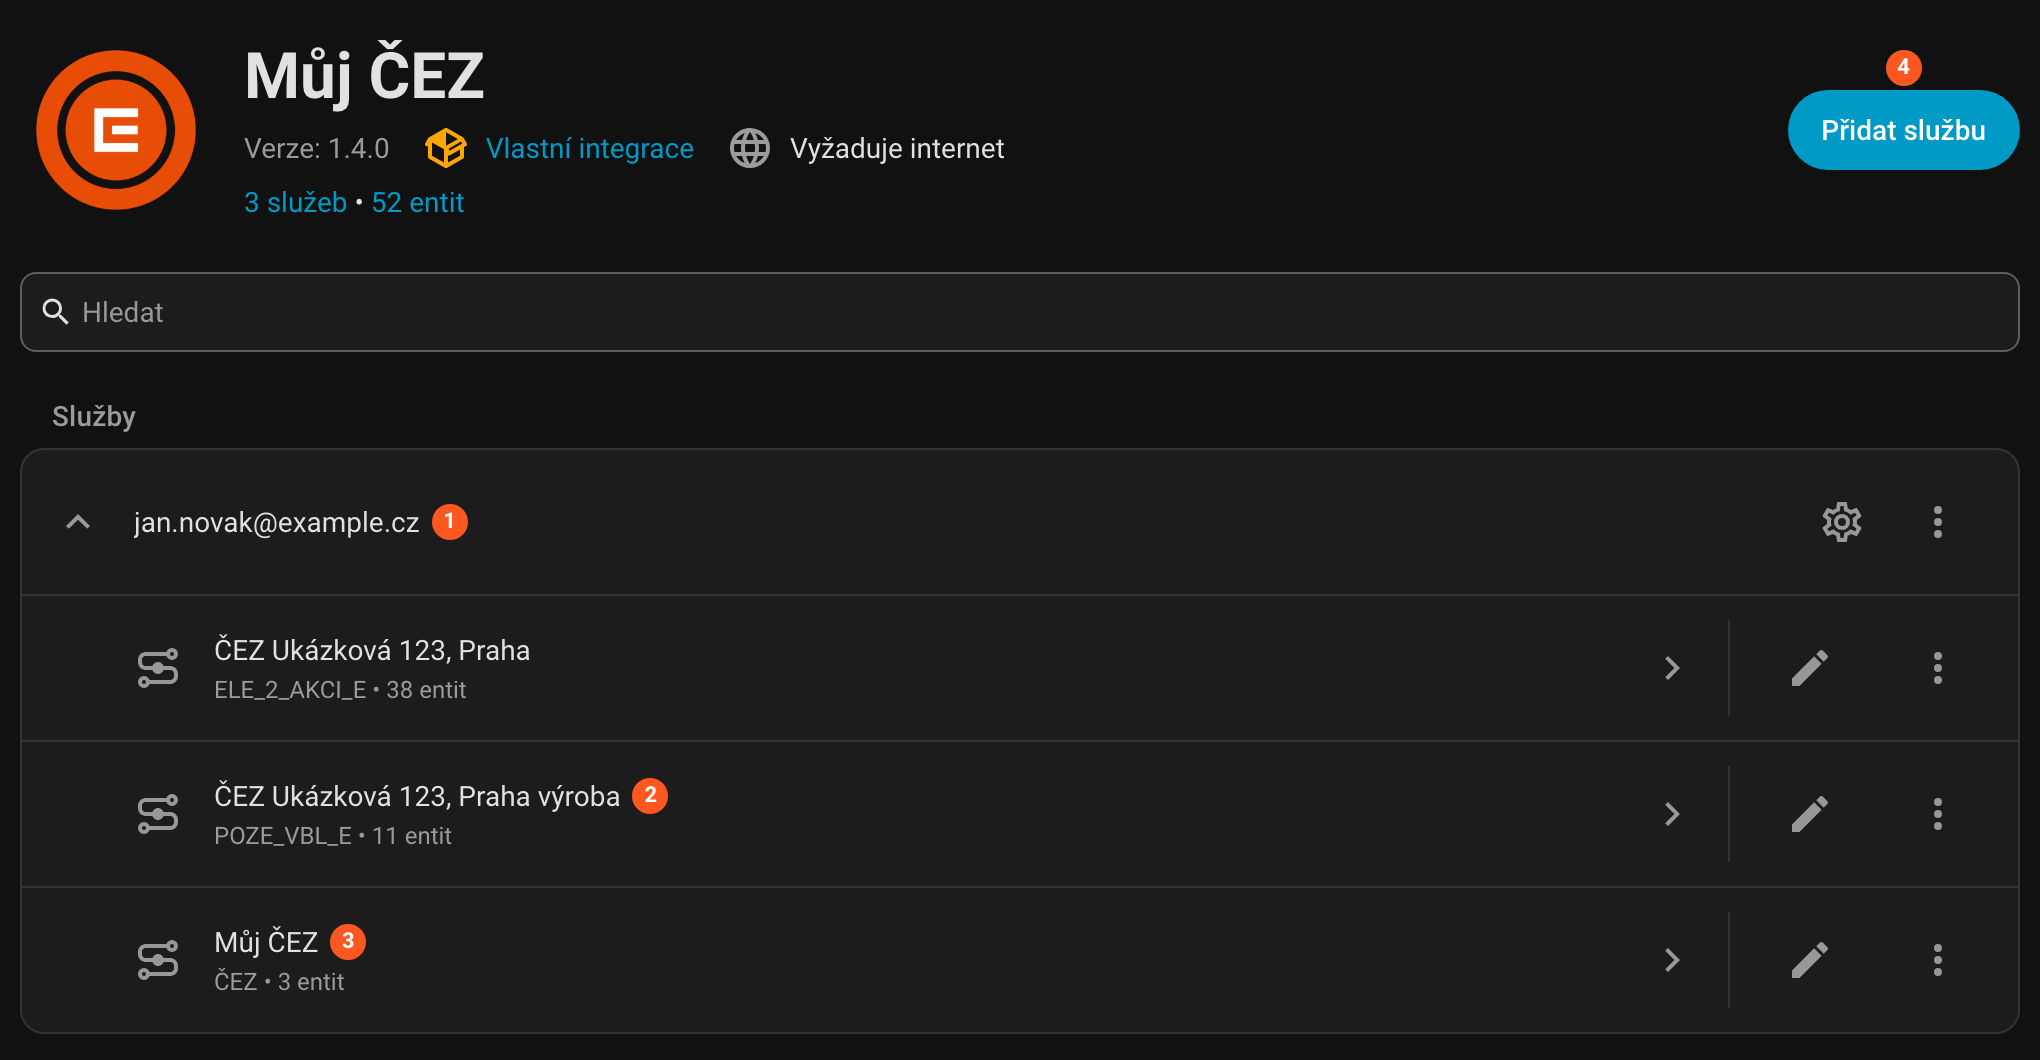 Můj ČEZ
4
Verze: 1.4.0 Vlastní integrace Vyžaduje internet
Přidat službu
3 služeb • 52 entit
Hledat
Služby
jan.novak@example.cz 1
ČEZ Ukázková 123, Praha
ELE_2_AKCI_E • 38 entit
ČEZ Ukázková 123, Praha výroba 2
POZE_VBL_E • 11 entit
Můj ČEZ 3
ČEZ • 3 entit